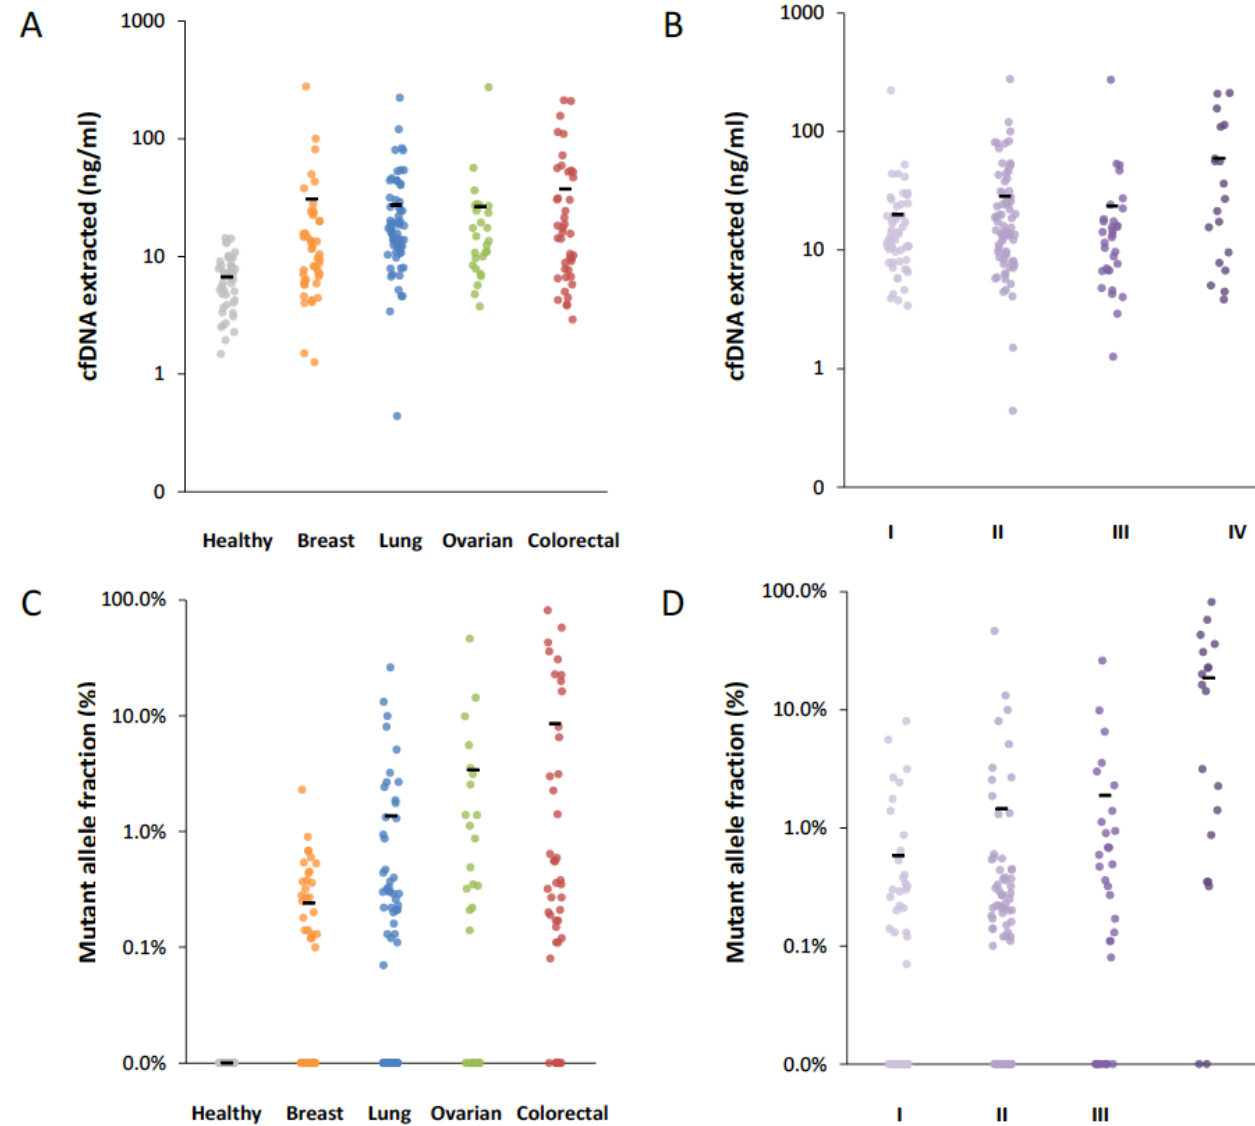 A
1000
100
10
1
0
cfDNA extracted (ng/ml)
Healthy Breast Lung Ovarian Colorectal
B
1000
100
10
1
0
cfDNA extracted (ng/ml)
I II III IV
C
100.0%
10.0%
1.0%
0.1%
0.0%
Mutant allele fraction (%)
Healthy Breast Lung Ovarian Colorectal
D
100.0%
10.0%
1.0%
0.1%
0.0%
Mutant allele fraction (%)
I II III